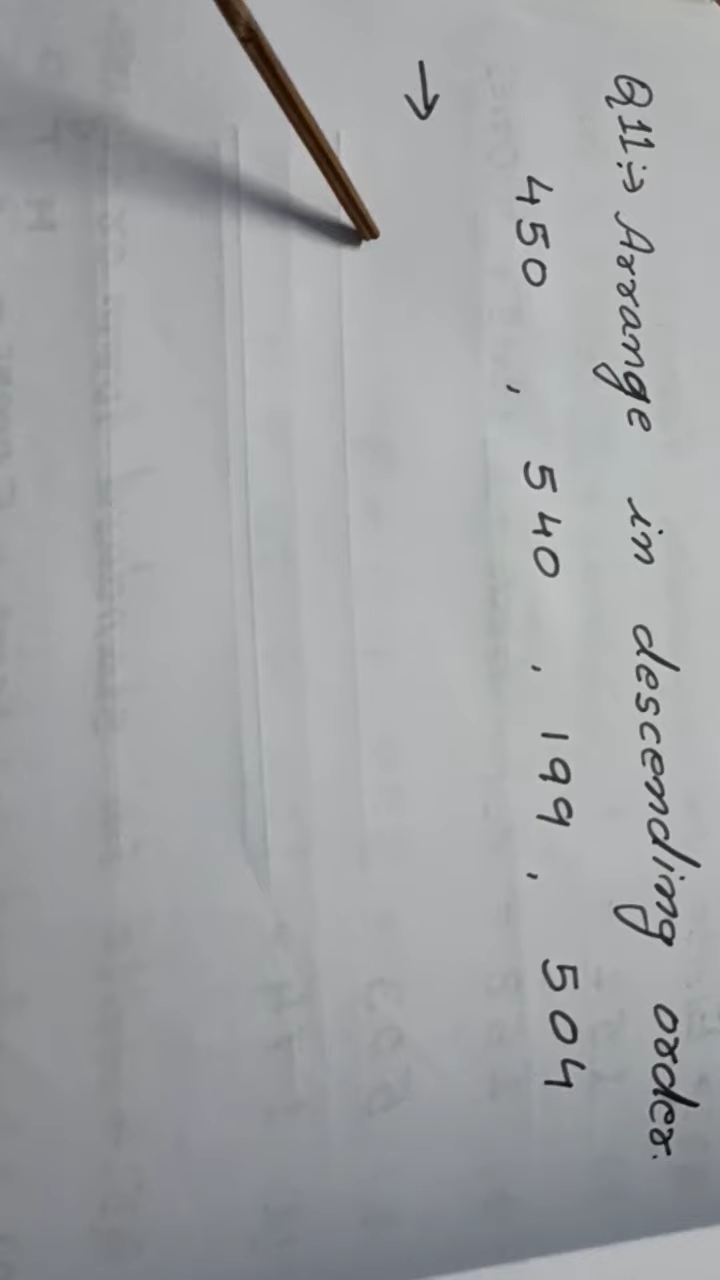 Q11:→ Arrange in descending order.
450 , 540 , 199 , 504
→